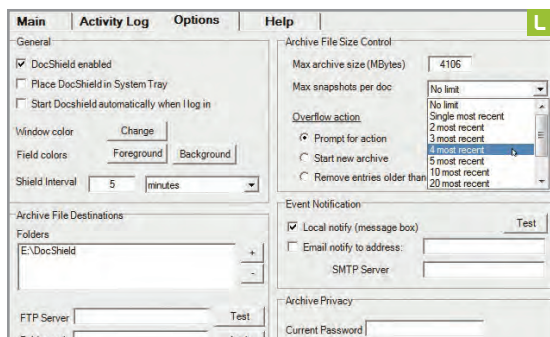 Main Activity Log Options Help
L
General
DocShield enabled
Place DocShield in System Tray
Start Docshield automatically when I log in
Window color Change
Field colors Foreground Background
Shield Interval 5 minutes
Archive File Destinations
Folders
E:\DocShield
+
-
FTP Server Test
Archive File Size Control
Max archive size (MBytes) 4106
Max snapshots per doc No limit
No limit
Single most recent
2 most recent
3 most recent
4 most recent
5 most recent
10 most recent
20 most recent
Overflow action
Prompt for action
Start new archive
Remove entries older than
Event Notification
Local notify (message box) Test
Email notify to address:
SMTP Server
Archive Privacy
Current Password